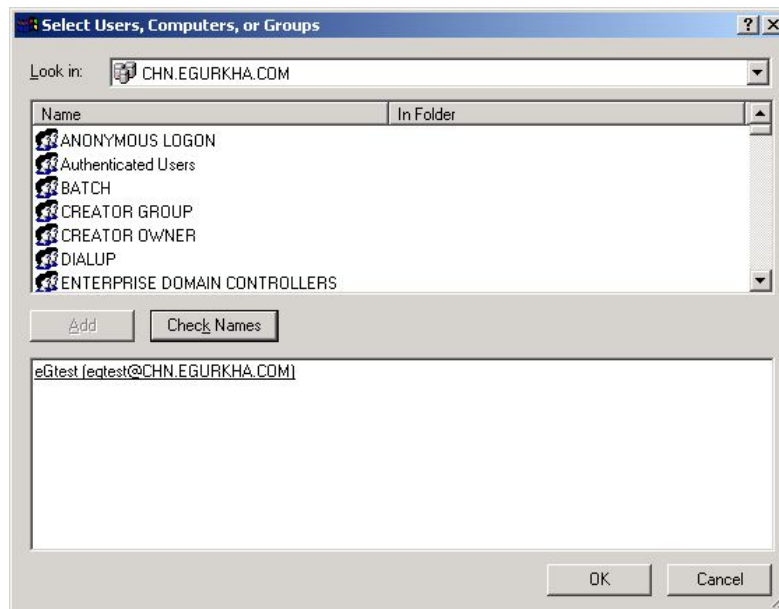 Select Users, Computers, or Groups
Look in: CHN.EGURKHA.COM
Name In Folder
ANONYMOUS LOGON
Authenticated Users
BATCH
CREATOR GROUP
CREATOR OWNER
DIALUP
ENTERPRISE DOMAIN CONTROLLERS
Add Check Names
eGtest (egtest@CHN.EGURKHA.COM)
OK Cancel